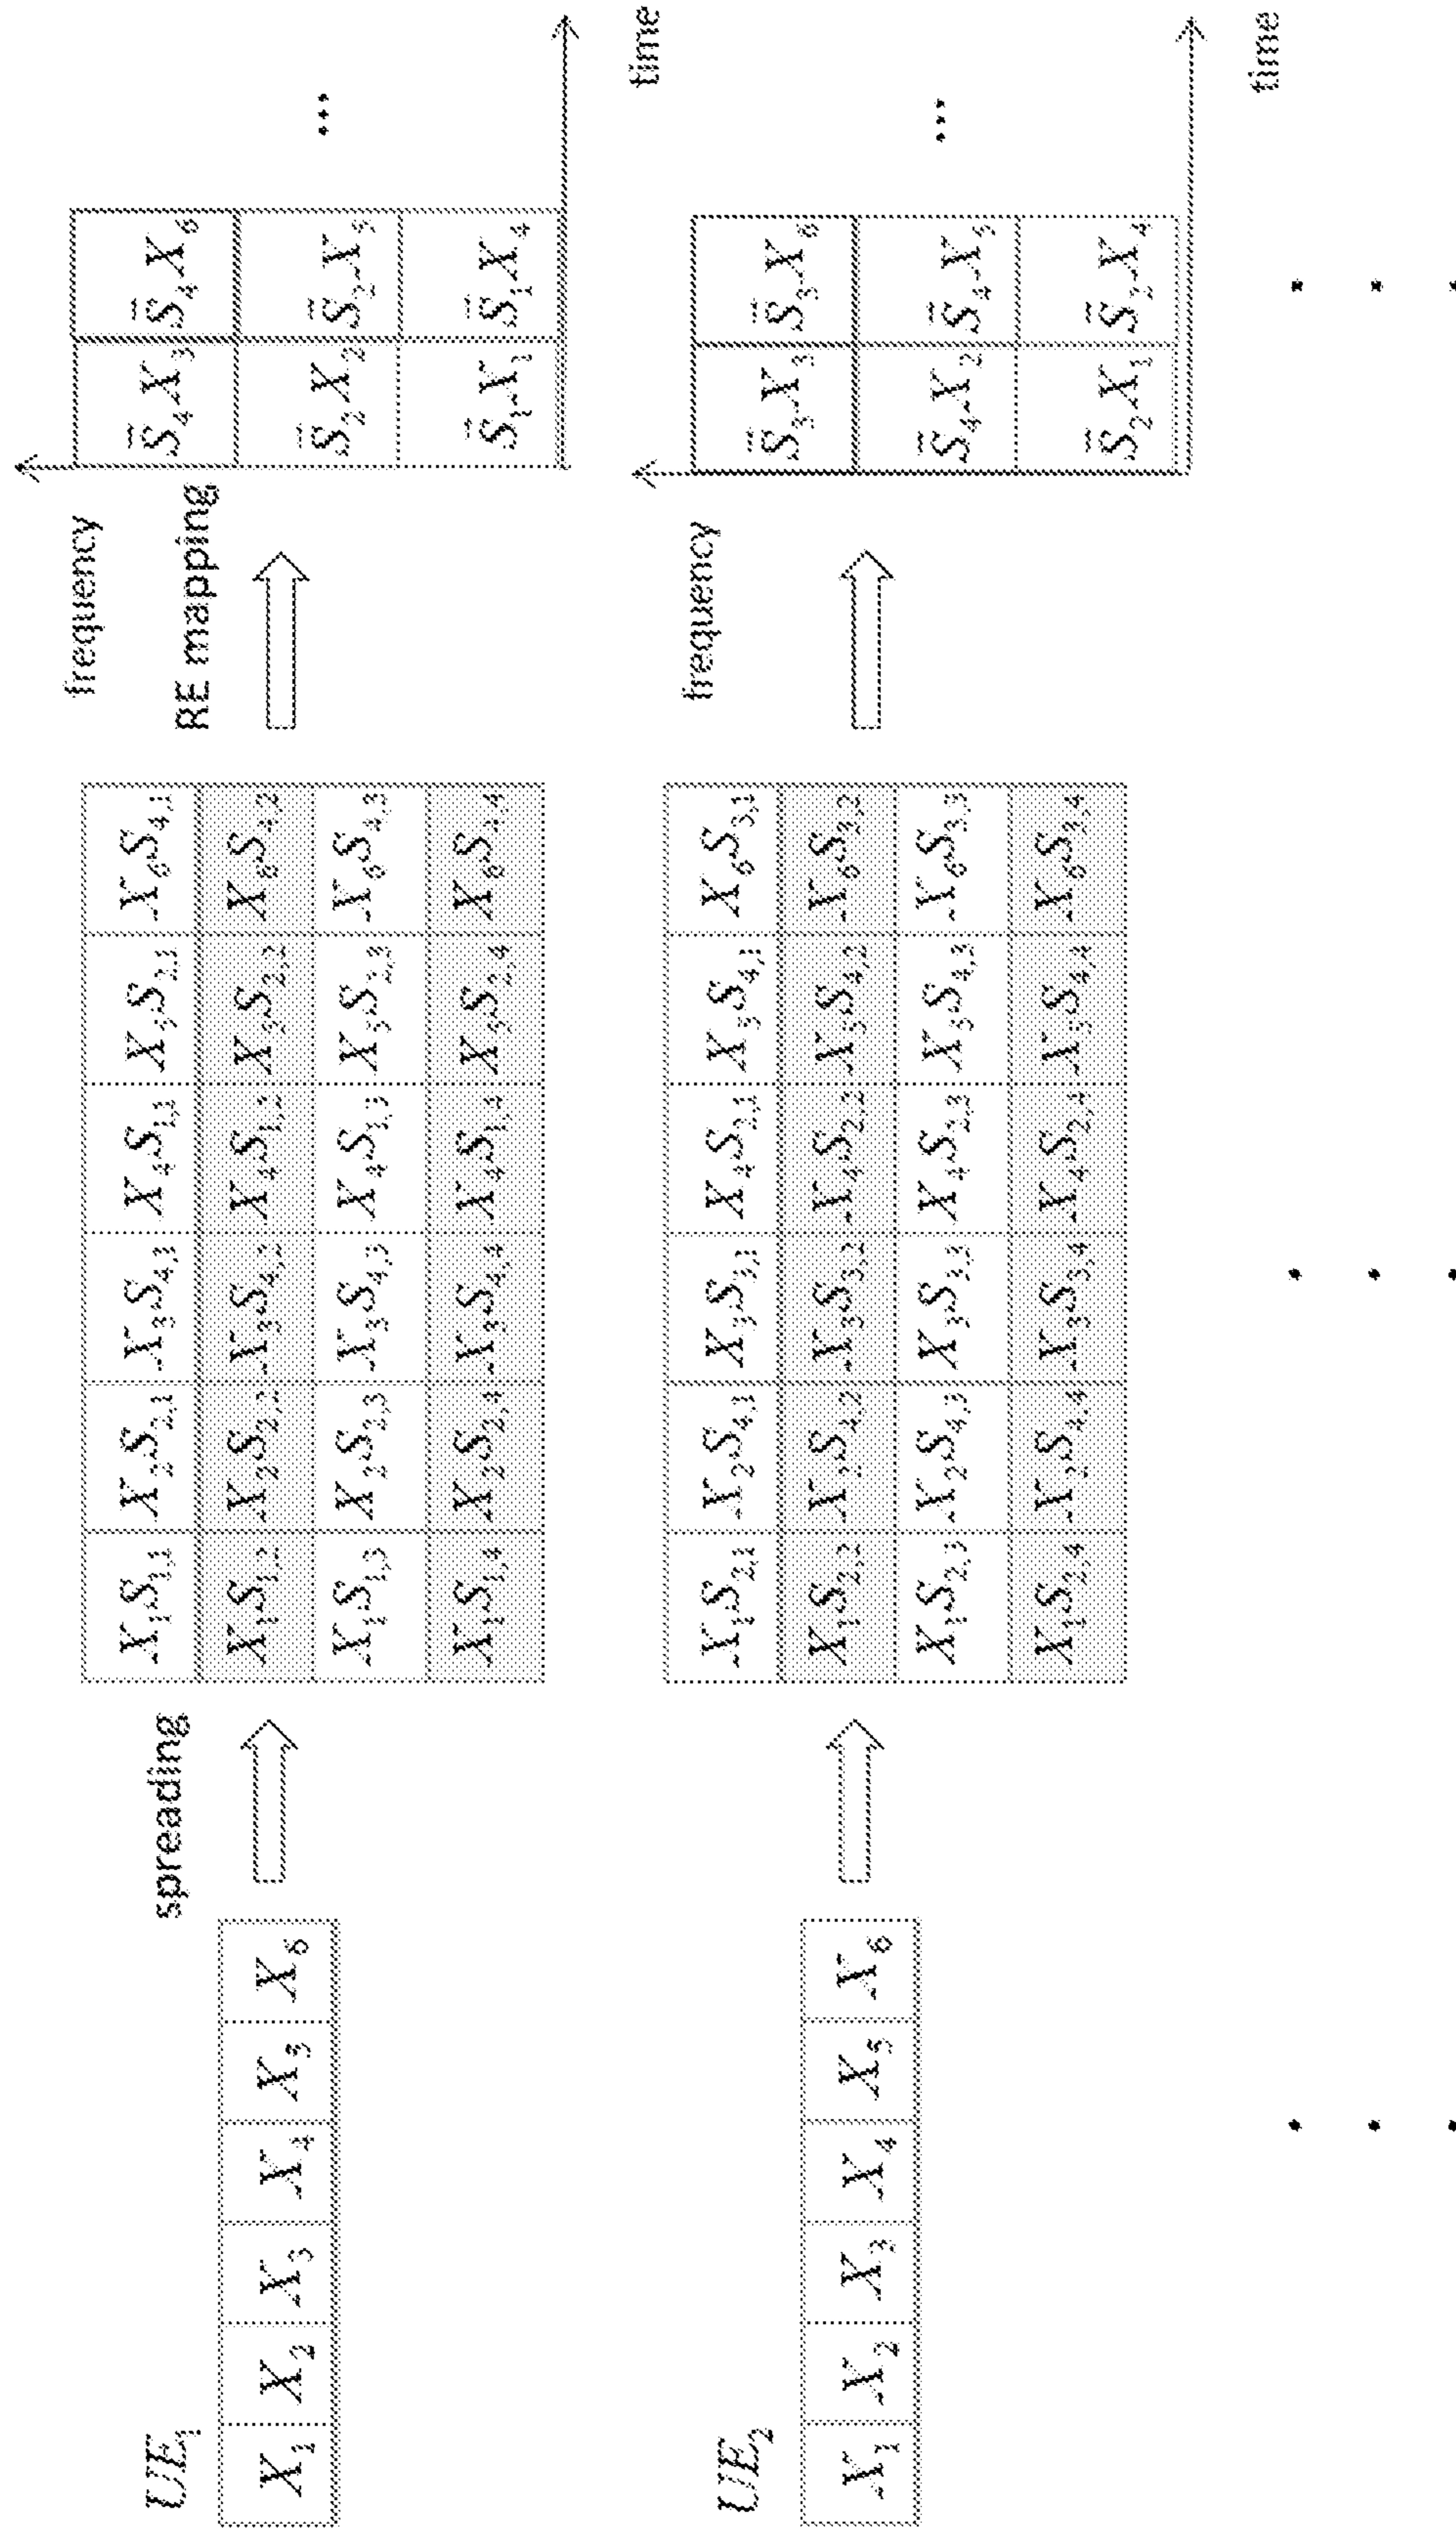 UE₁
X₁ X₂ X₃ X₄ X₅ X₆
spreading
X₁S₁,₁ X₂S₂,₁ X₃S₄,₁ X₄S₁,₁ X₅S₂,₁ X₆S₄,₁
X₁S₁,₂ X₂S₂,₂ X₃S₄,₂ X₄S₁,₂ X₅S₂,₂ X₆S₄,₂
X₁S₁,₃ X₂S₂,₃ X₃S₄,₃ X₄S₁,₃ X₅S₂,₃ X₆S₄,₃
X₁S₁,₄ X₂S₂,₄ X₃S₄,₄ X₄S₁,₄ X₅S₂,₄ X₆S₄,₄
frequency
RE mapping
S̄₄X₃ S̄₄X₆
S̄₂X₂ S̄₂X₅ ...
S̄₁X₁ S̄₁X₄
time
UE₂
X₁ X₂ X₃ X₄ X₅ X₆
X₁S₂,₁ X₂S₄,₁ X₃S₃,₁ X₄S₂,₁ X₅S₄,₁ X₆S₃,₁
X₁S₂,₂ X₂S₄,₂ X₃S₃,₂ X₄S₂,₂ X₅S₄,₂ X₆S₃,₂
X₁S₂,₃ X₂S₄,₃ X₃S₃,₃ X₄S₂,₃ X₅S₄,₃ X₆S₃,₃
X₁S₂,₄ X₂S₄,₄ X₃S₃,₄ X₄S₂,₄ X₅S₄,₄ X₆S₃,₄
frequency
S̄₃X₃ S̄₃X₆
S̄₄X₂ S̄₄X₅ ...
S̄₂X₁ S̄₂X₄
time